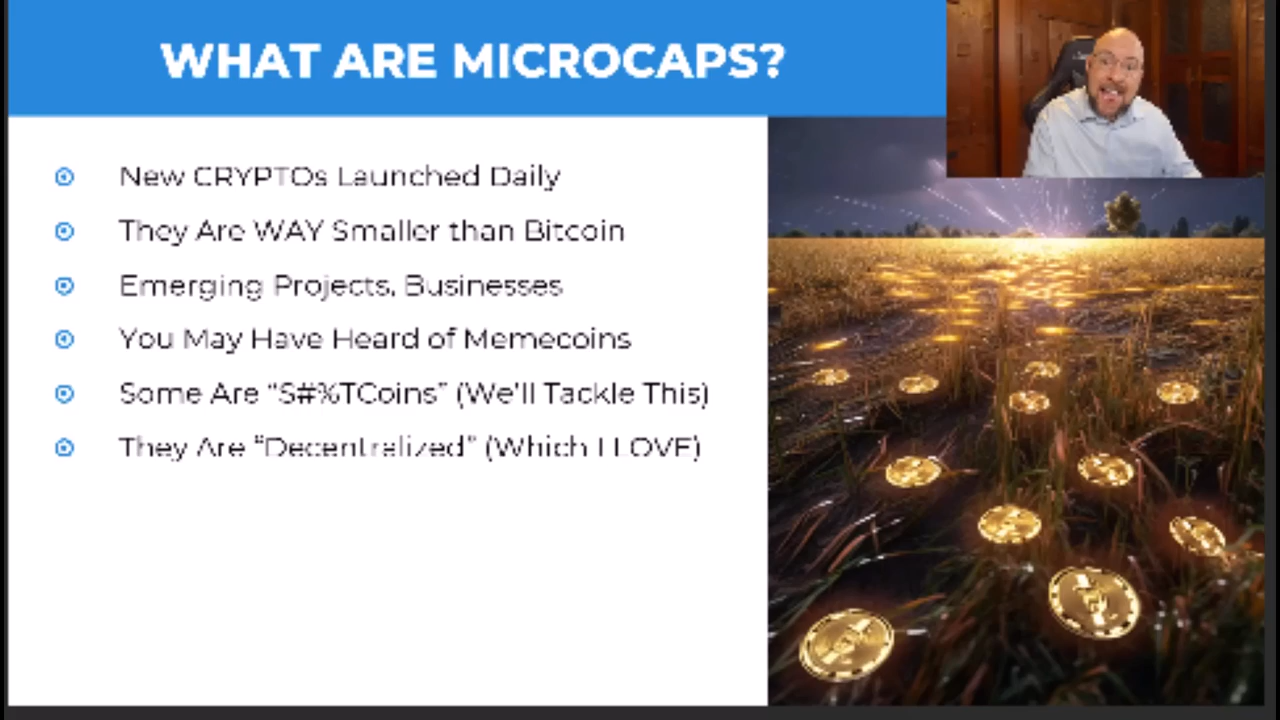 WHAT ARE MICROCAPS?
New CRYPTOs Launched Daily
They Are WAY Smaller than Bitcoin
Emerging Projects, Businesses
You May Have Heard of Memecoins
Some Are “S#%TCoins” (We’ll Tackle This)
They Are “Decentralized” (Which I LOVE)